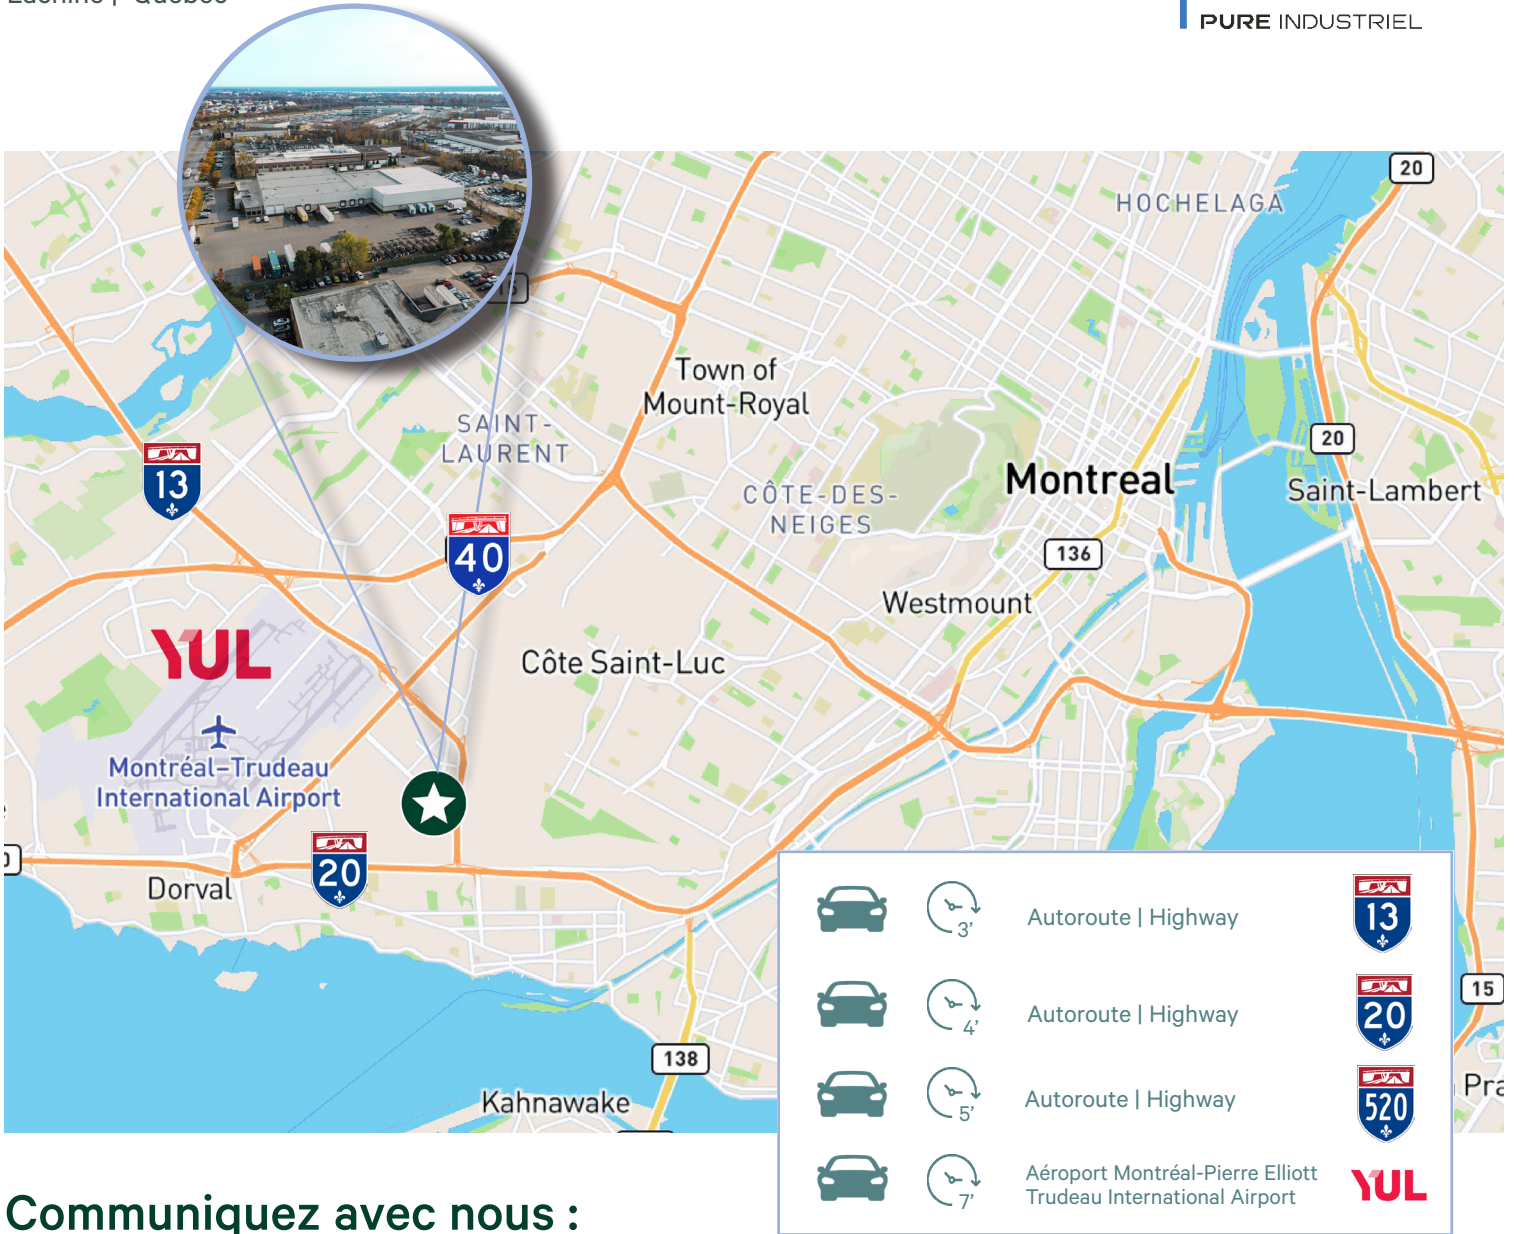 Lachine | Québec
PURE INDUSTRIEL
20
HOCHELAGA
15
Town of
Mount-Royal
SAINT-
LAURENT
13
20
Montreal
CÔTE-DES-
NEIGES
Saint-Lambert
40
136
Westmount
YUL
Côte Saint-Luc
Montréal–Trudeau
International Airport
20
Dorval
3'
Autoroute | Highway
13
4'
Autoroute | Highway
20
15
138
5'
Autoroute | Highway
520
Kahnawake
7'
Aéroport Montréal-Pierre Elliott
Trudeau International Airport
YUL
Communiquez avec nous :